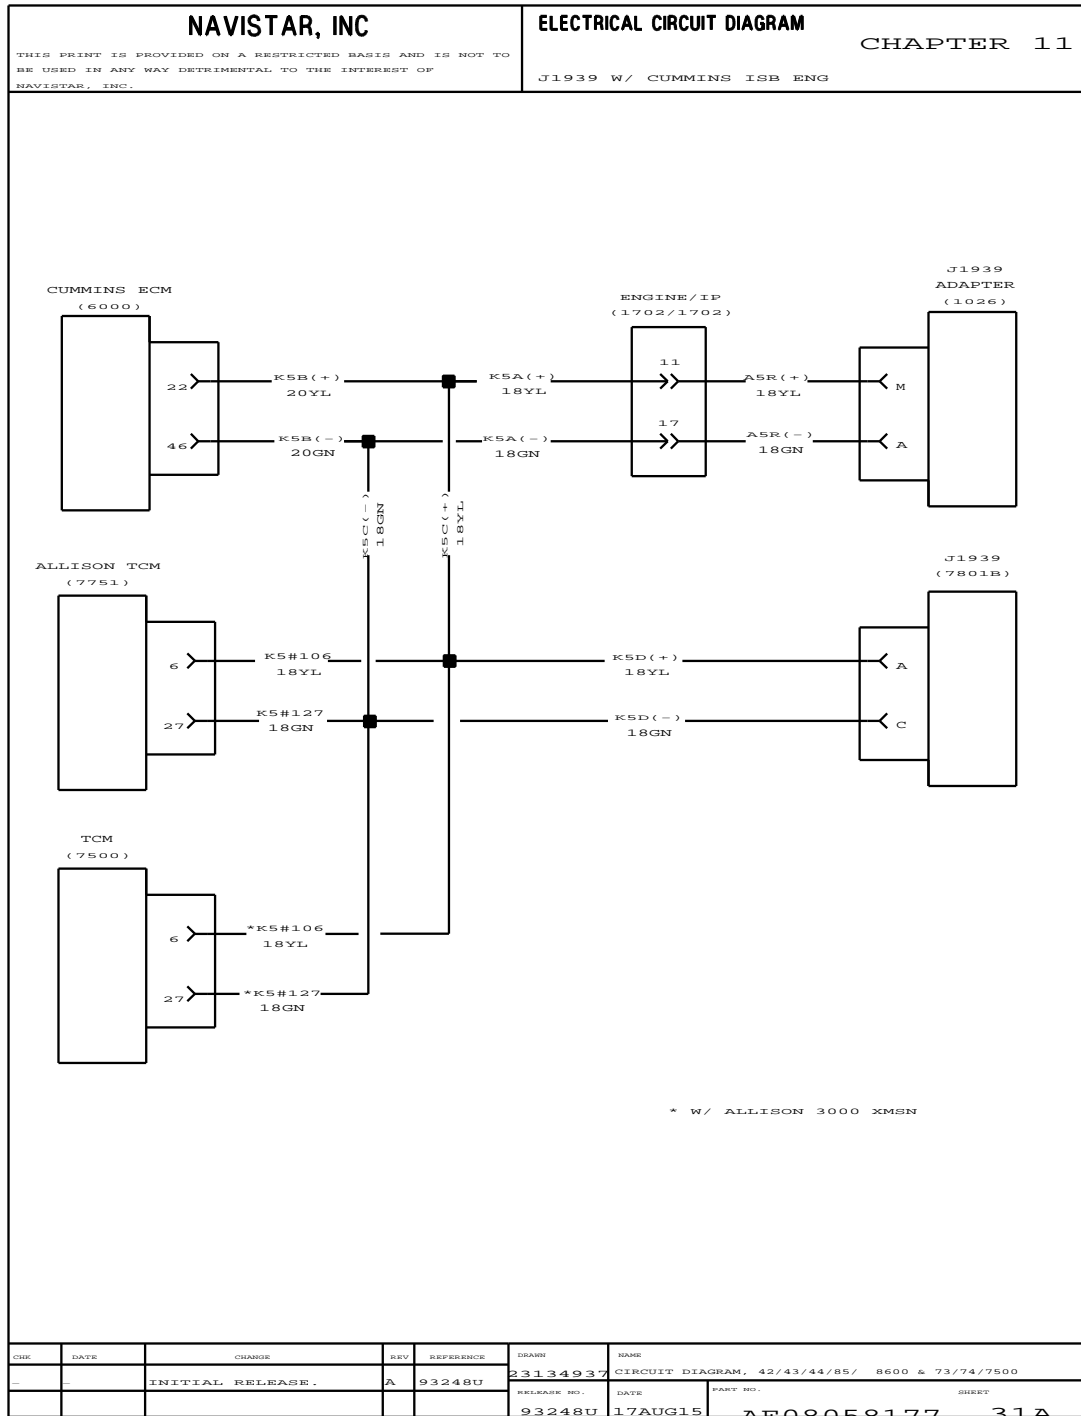 NAVISTAR, INC
THIS PRINT IS PROVIDED ON A RESTRICTED BASIS AND IS NOT TO
BE USED IN ANY WAY DETRIMENTAL TO THE INTEREST OF
NAVISTAR, INC.
ELECTRICAL CIRCUIT DIAGRAM
CHAPTER 11
J1939 W/ CUMMINS ISB ENG
CUMMINS ECM
(6000)
22
46
K5B(+)
20YL
K5B(-)
20GN
K5A(+)
18YL
K5A(-)
18GN
ENGINE/IP
(1702/1702)
11
17
A5R(+)
18YL
A5R(-)
18GN
J1939
ADAPTER
(1026)
M
A
K5C(-)
18GN
K5C(+)
18YL
ALLISON TCM
(7751)
6
27
K5#106
18YL
K5#127
18GN
K5D(+)
18YL
K5D(-)
18GN
J1939
(7801B)
A
C
TCM
(7500)
6
27
*K5#106
18YL
*K5#127
18GN
* W/ ALLISON 3000 XMSN
CHK DATE CHANGE REV REFERENCE
- - INITIAL RELEASE. A 93248U
DRAWN
23134937
NAME
CIRCUIT DIAGRAM, 42/43/44/85/ 8600 & 73/74/7500
RELEASE NO.
93248U
DATE
17AUG15
PART NO.
AE08058177
SHEET
31A